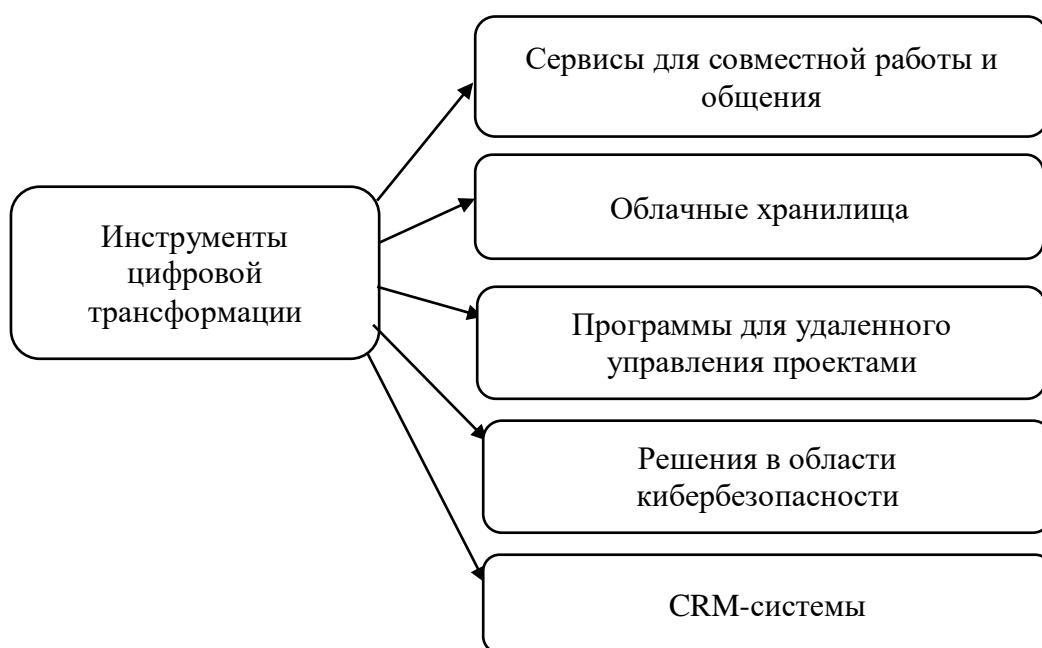 Инструменты
цифровой
трансформации
Сервисы для совместной работы и
общения
Облачные хранилища
Программы для удаленного
управления проектами
Решения в области
кибербезопасности
CRM-системы